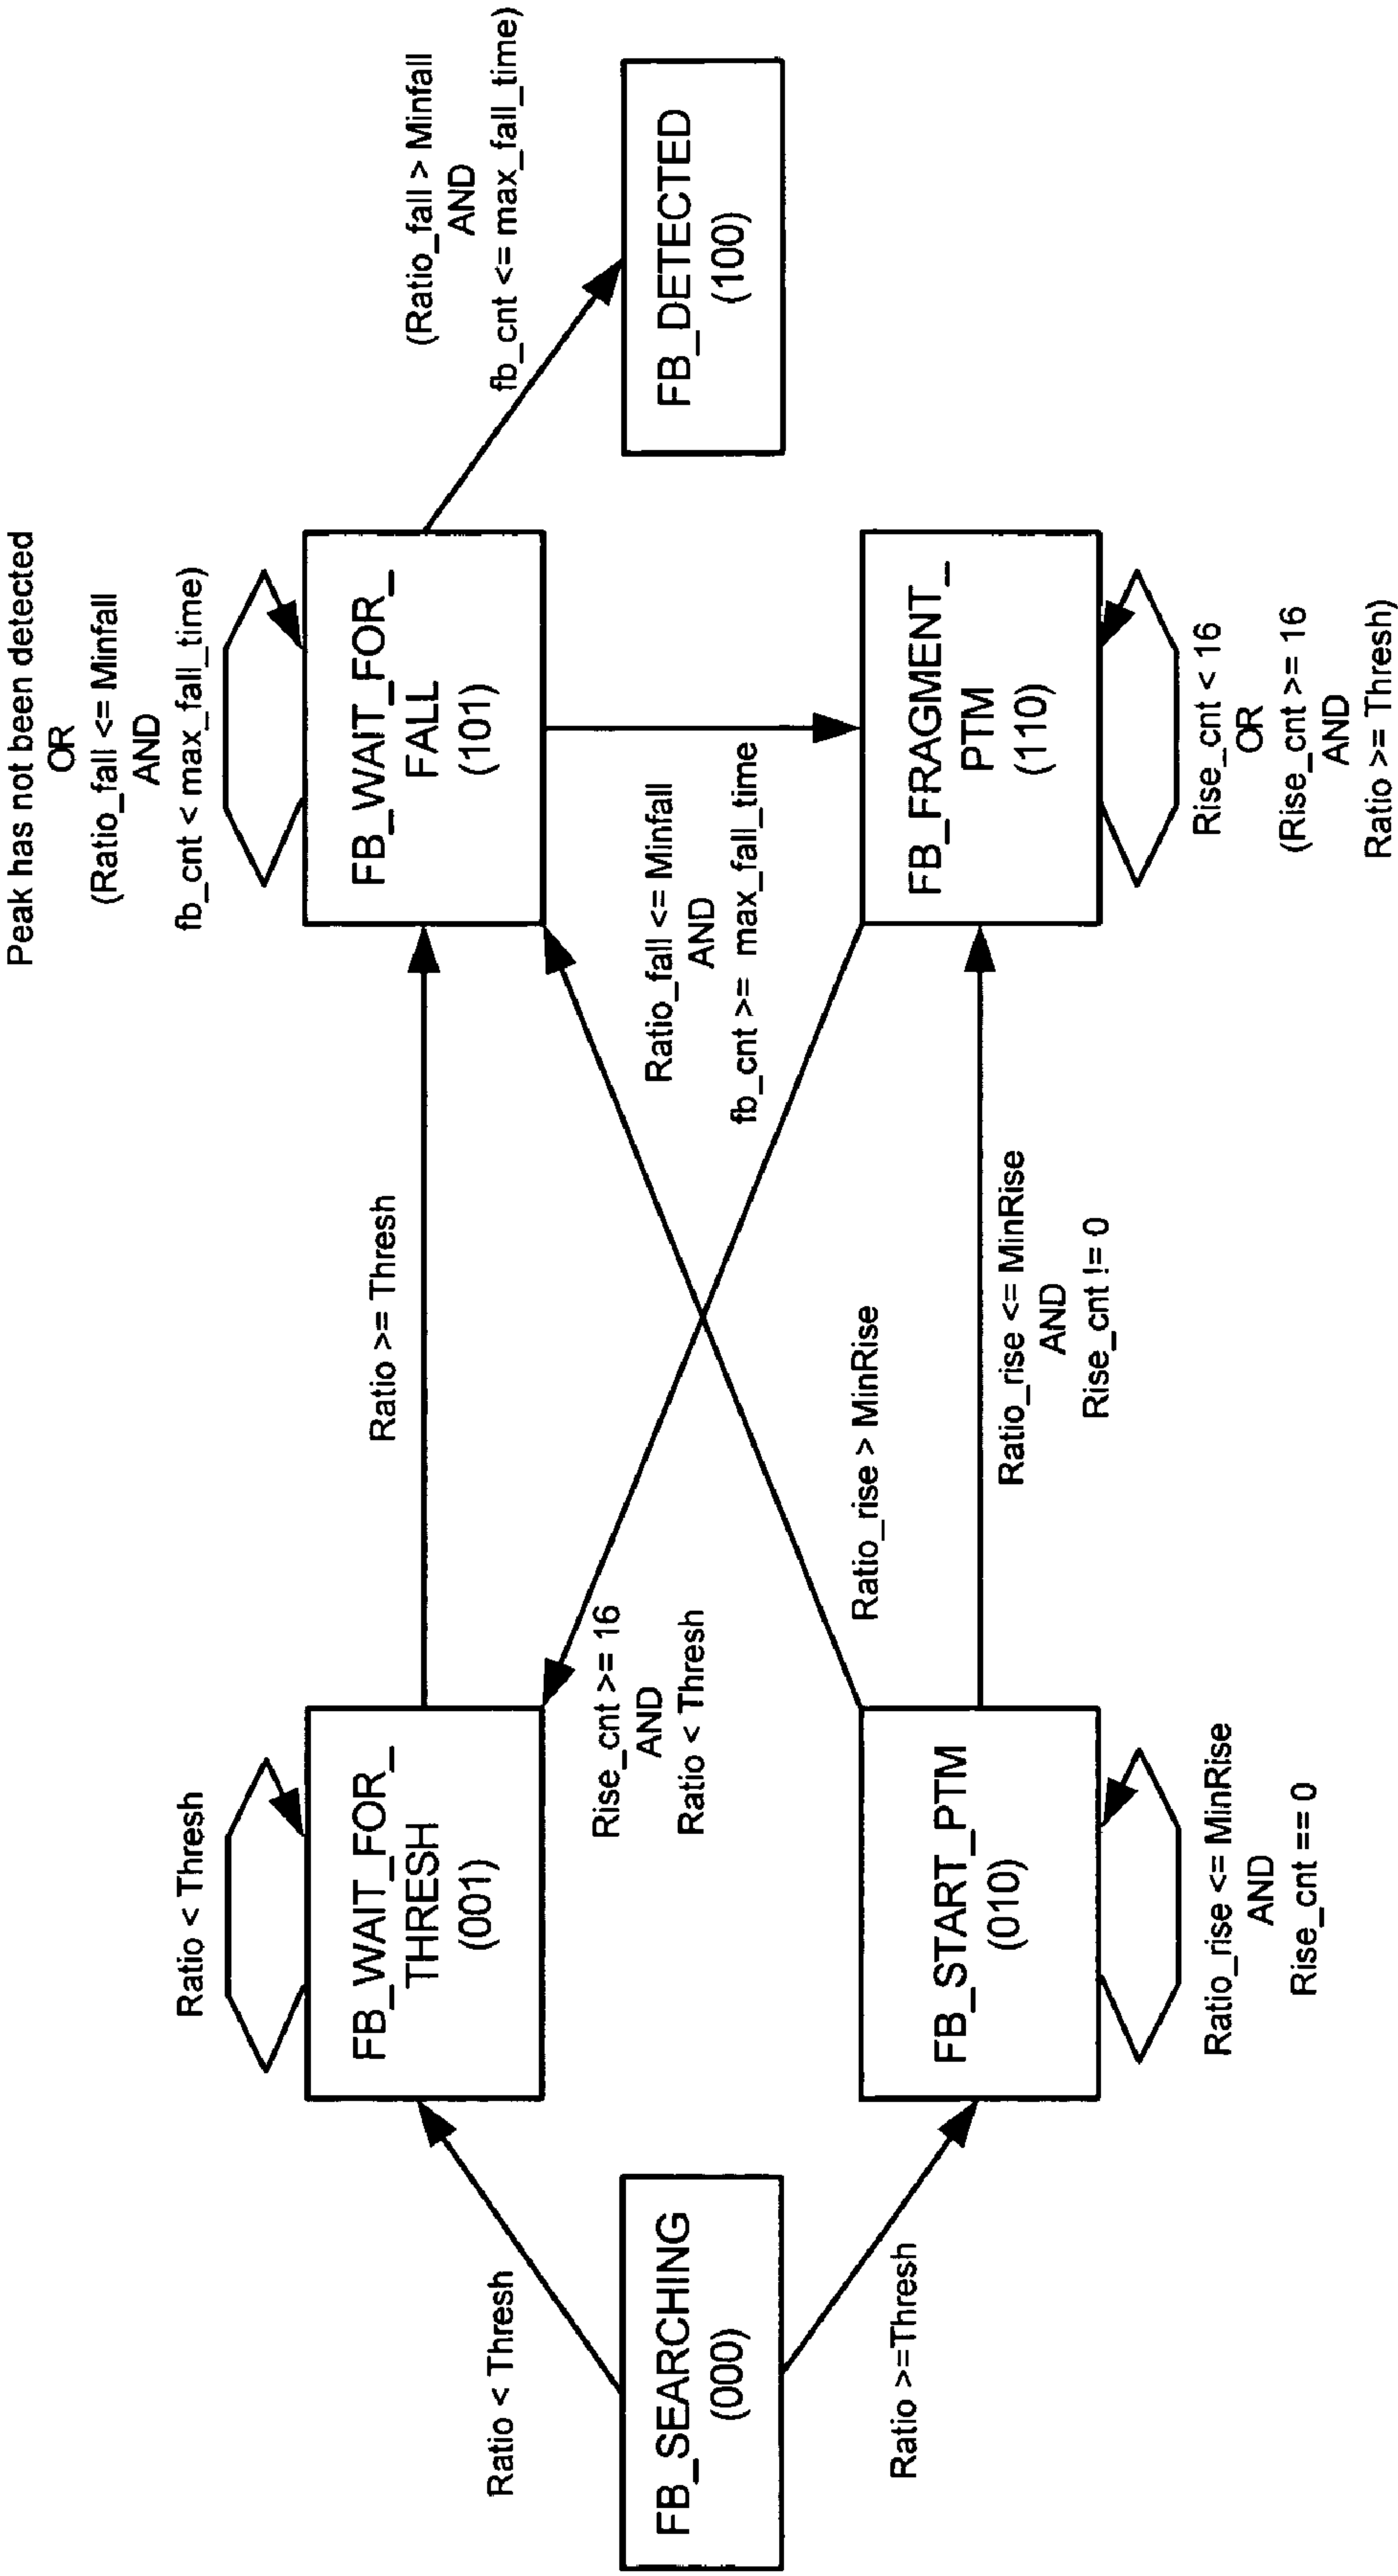 Peak has not been detected
OR
(Ratio_fall <= Minfall
AND
fb_cnt < max_fall_time)
Ratio < Thresh
FB_WAIT_FOR_
THRESH
(001)
Ratio >= Thresh
FB_WAIT_FOR_
FALL
(101)
(Ratio_fall > Minfall
AND
fb_cnt <= max_fall_time)
Ratio < Thresh
FB_SEARCHING
(000)
Ratio >=Thresh
Rise_cnt >= 16
AND
Ratio < Thresh
Ratio_fall <= Minfall
AND
fb_cnt >= max_fall_time
FB_DETECTED
(100)
Ratio_rise > MinRise
FB_START_PTM
(010)
Ratio_rise <= MinRise
AND
Rise_cnt != 0
FB_FRAGMENT_
PTM
(110)
Ratio_rise <= MinRise
AND
Rise_cnt == 0
Rise_cnt < 16
OR
(Rise_cnt >= 16
AND
Ratio >= Thresh)